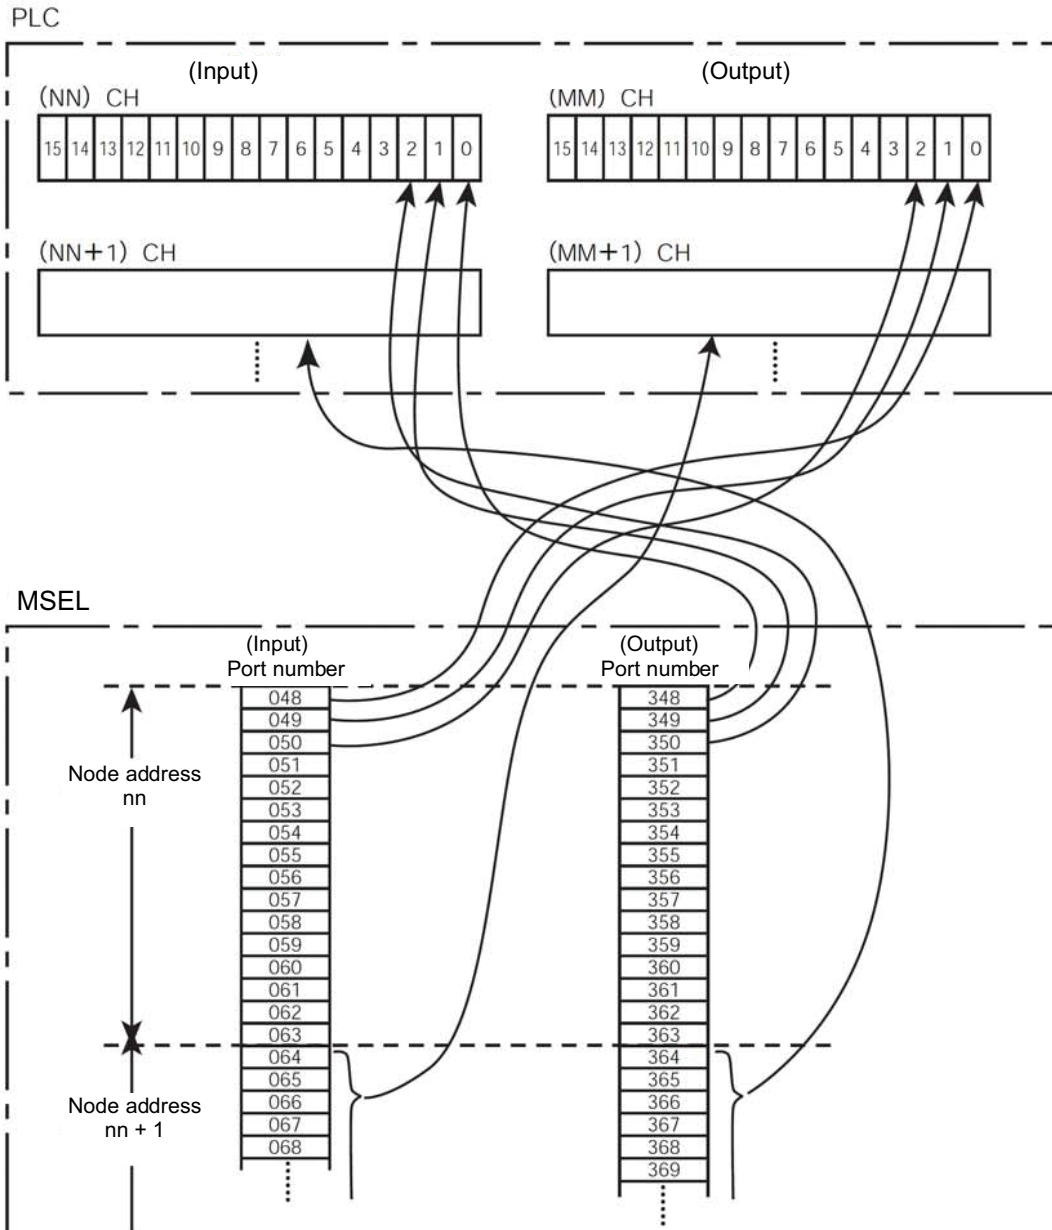 PLC
(Input)
(Output)
(NN) CH
(MM) CH
15 14 13 12 11 10 9 8 7 6 5 4 3 2 1 0
15 14 13 12 11 10 9 8 7 6 5 4 3 2 1 0
(NN+1) CH
(MM+1) CH
MSEL
(Input)
Port number
(Output)
Port number
Node address
nn
048
049
050
051
052
053
054
055
056
057
058
059
060
061
062
063
Node address
nn + 1
064
065
066
067
068
348
349
350
351
352
353
354
355
356
357
358
359
360
361
362
363
364
365
366
367
368
369